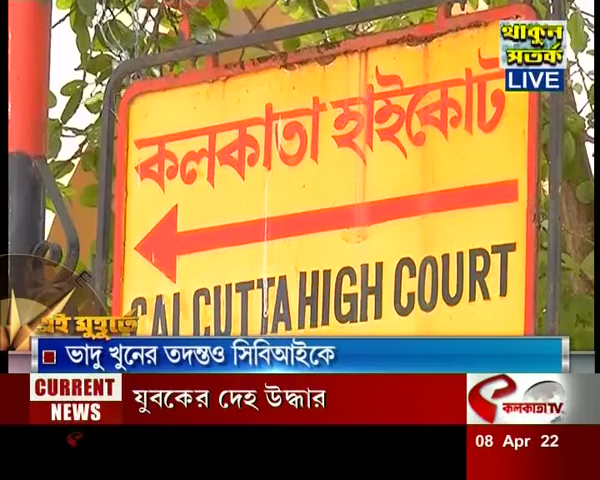 থাকুন
সতর্ক
LIVE
কলকাতা হাইকোর্ট
CALCUTTA HIGH COURT
এই মুহূর্তে
ভাদু খুনের তদন্তও সিবিআইকে
CURRENT
NEWS
যুবকের দেহ উদ্ধার
কলকাতা TV
08 Apr 22